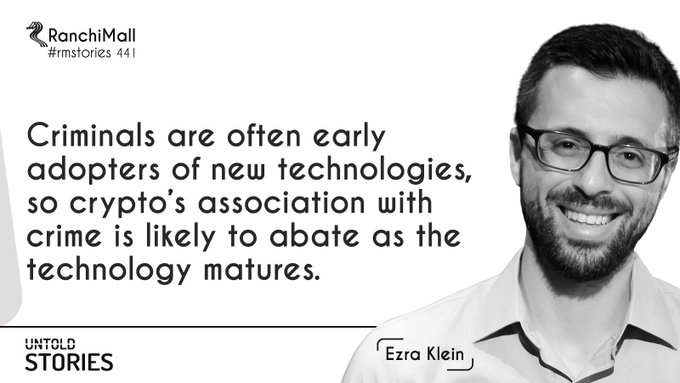 RanchiMall
#rmstories 441
Criminals are often early
adopters of new technologies,
so crypto's association with
crime is likely to abate as the
technology matures.
UNTOLD
STORIES
Ezra Klein